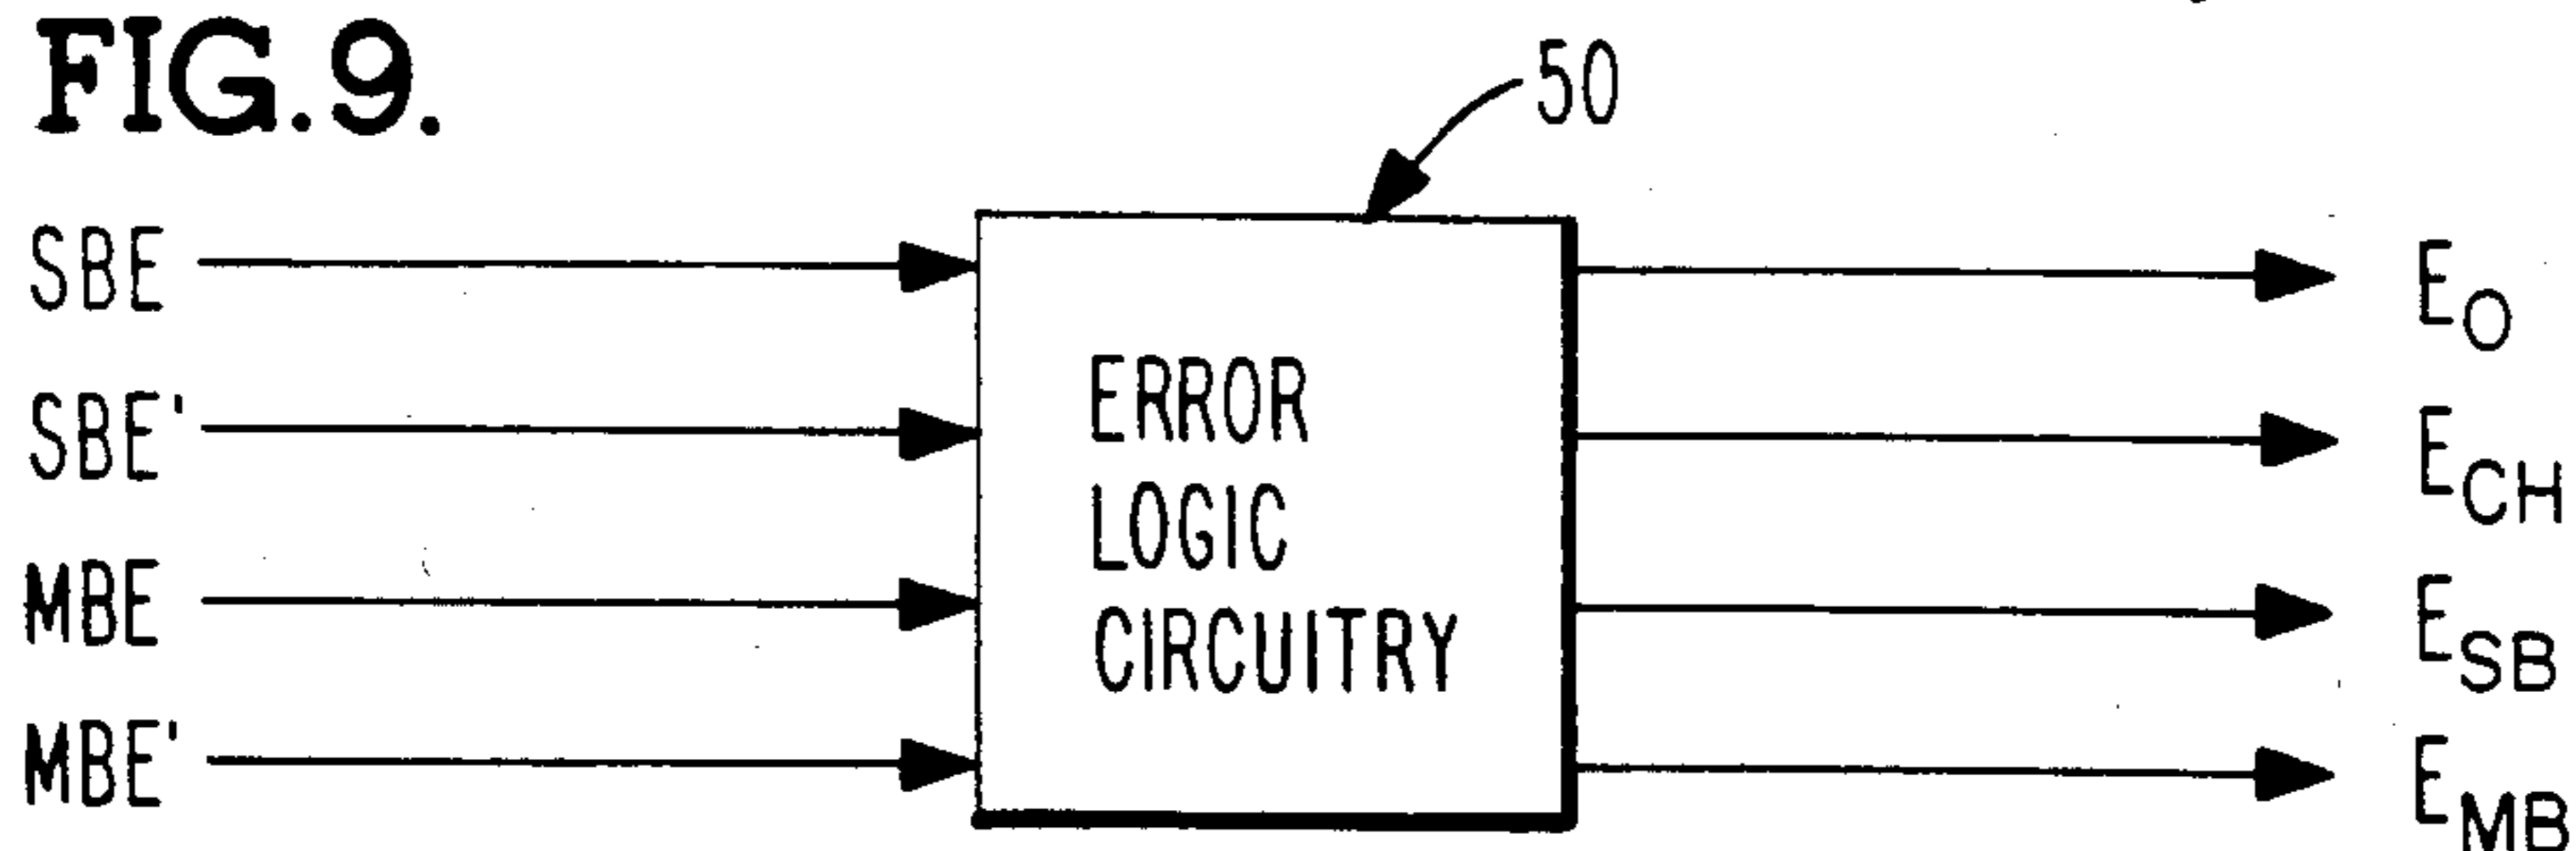 FIG.9.
50
SBE
SBE'
MBE
MBE'
ERROR
LOGIC
CIRCUITRY
E_O
E_CH
E_SB
E_MB